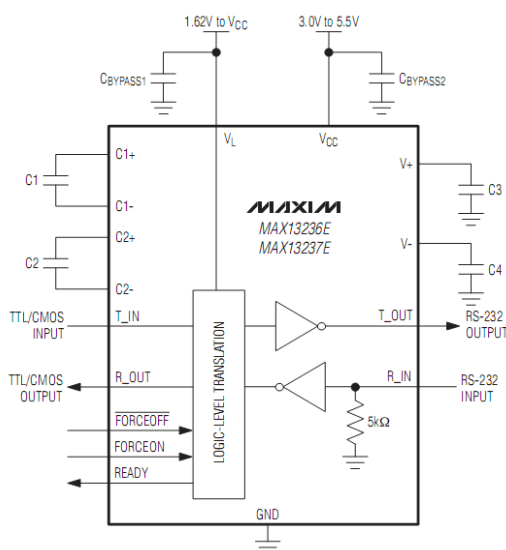 1.62V to VCC
3.0V to 5.5V
CBYPASS1
CBYPASS2
VL
VCC
C1+
C1
C1-
C2+
C2
C2-
V+
C3
V-
C4
MAXIM
MAX13236E
MAX13237E
TTL/CMOS
INPUT
T_IN
T_OUT
RS-232
OUTPUT
TTL/CMOS
OUTPUT
R_OUT
R_IN
RS-232
INPUT
LOGIC-LEVEL TRANSLATION
5kΩ
FORCEOFF
FORCEON
READY
GND